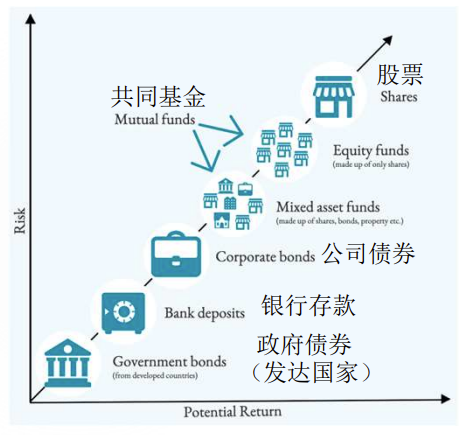 股票
Shares
共同基金
Mutual funds
Equity funds
(made up of only shares)
Mixed asset funds
(made up of shares, bonds, property etc.)
Corporate bonds 公司债券
Bank deposits 银行存款
政府债券
Government bonds (发达国家)
(from developed countries)
Risk
Potential Return